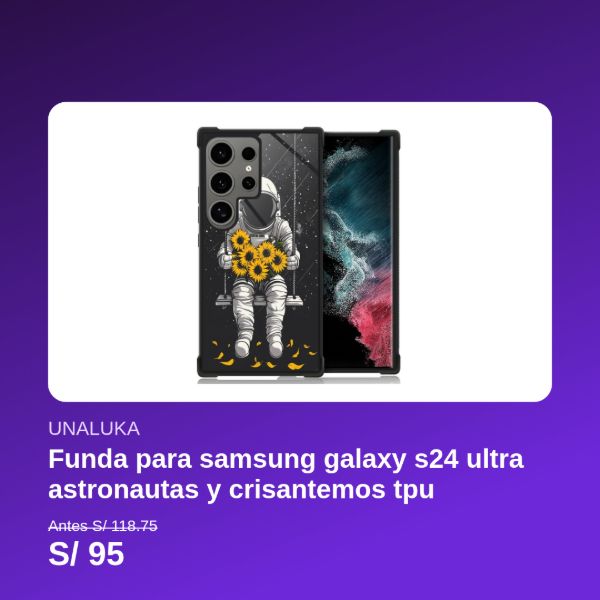 UNALUKA
Funda para samsung galaxy s24 ultra
astronautas y crisantemos tpu
Antes S/ 118.75
S/ 95